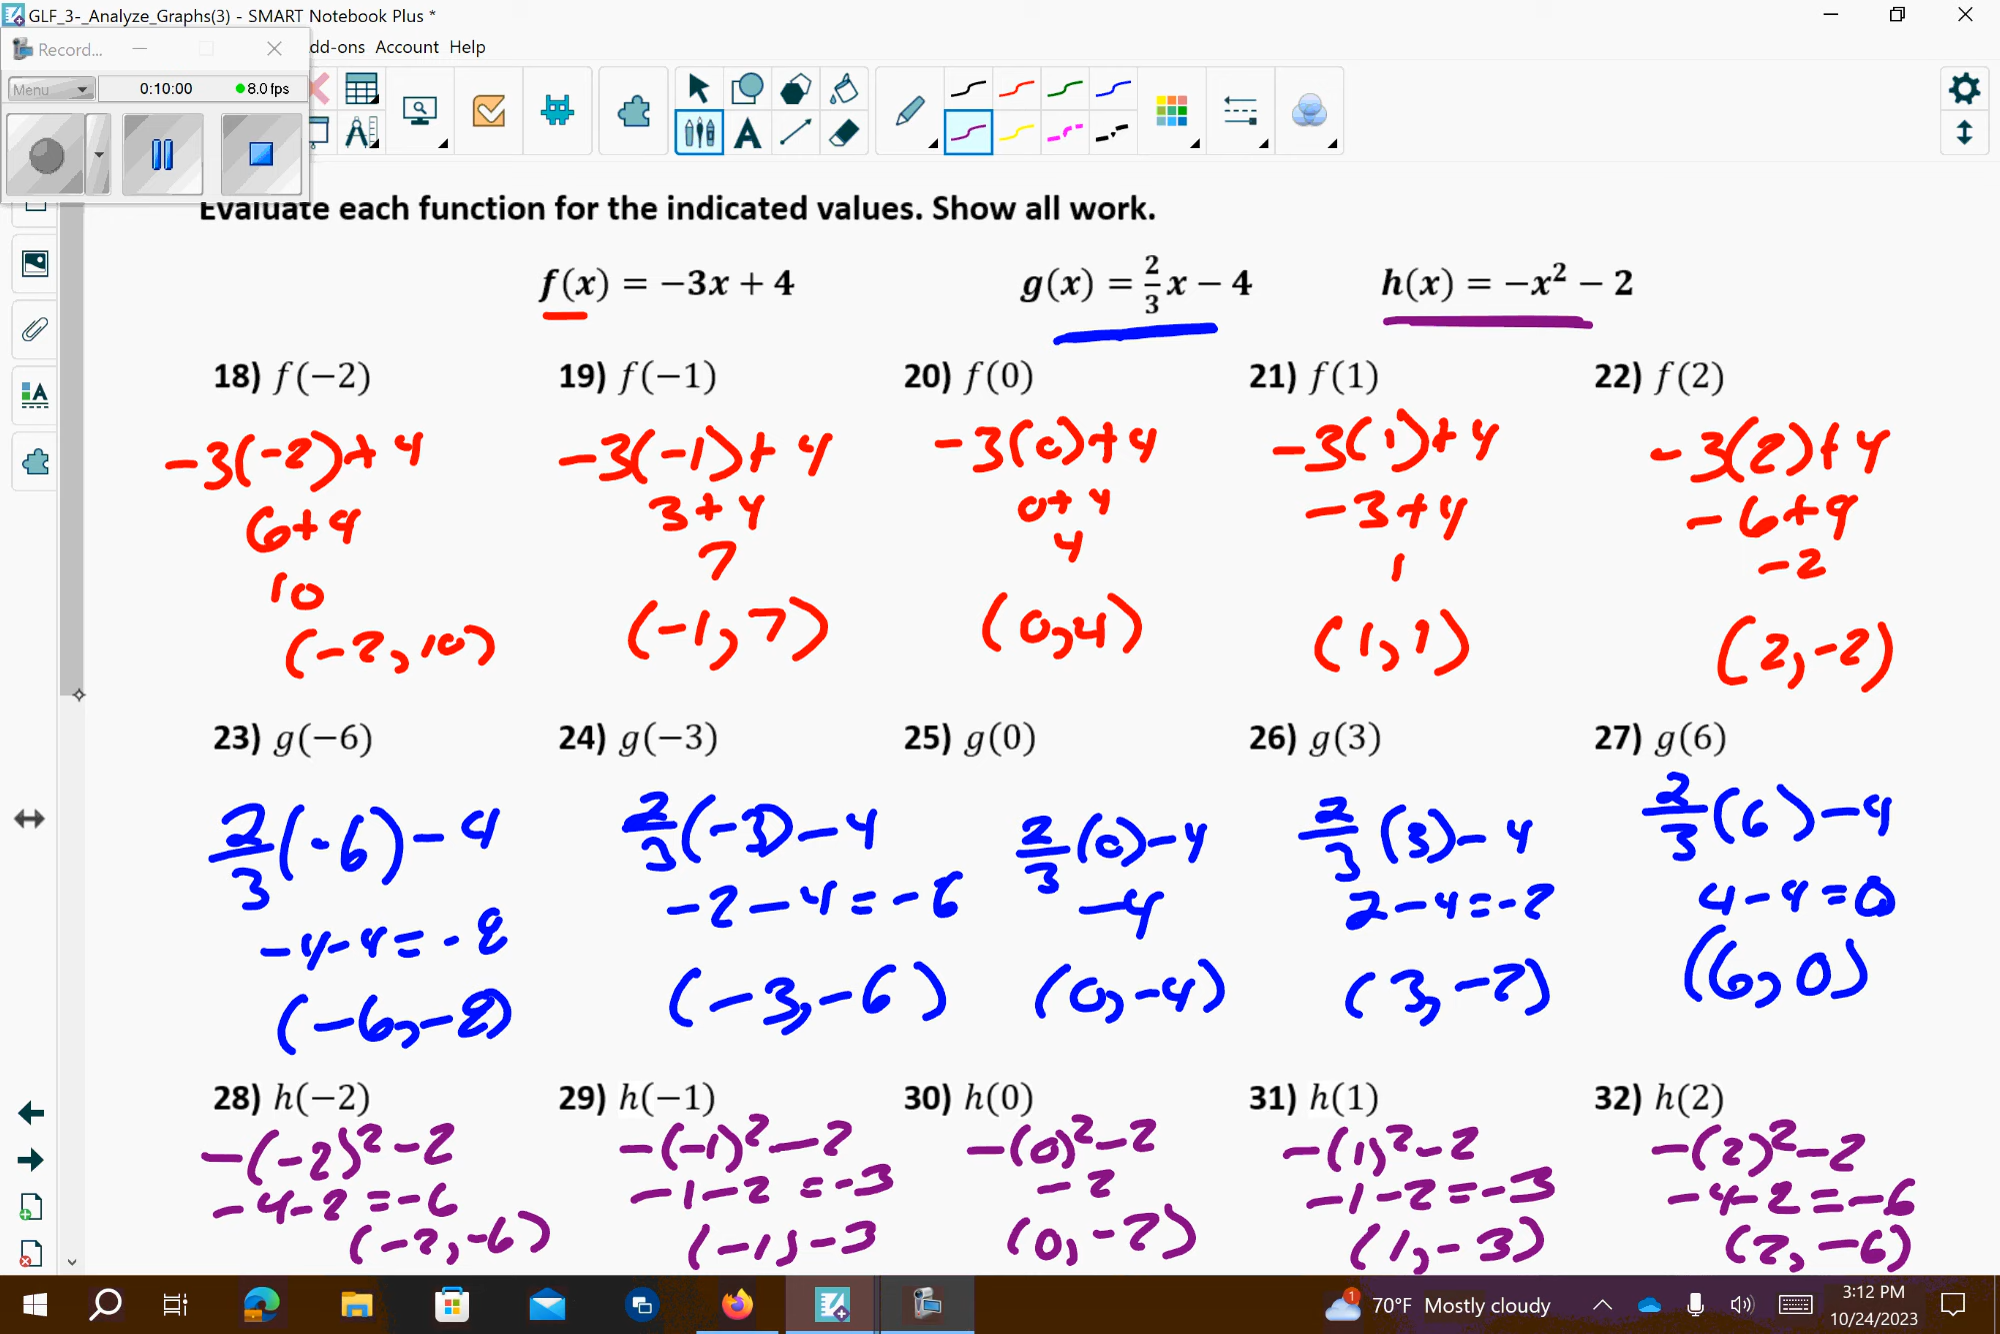 GLF_3-_Analyze_Graphs(3) - SMART Notebook Plus *
Record...
dd-ons Account Help
Menu 0:10:00 8.0 fps
Evaluate each function for the indicated values. Show all work.
f(x) = −3x + 4 g(x) = 2/3 x − 4 h(x) = −x² − 2
18) f(−2) 19) f(−1) 20) f(0) 21) f(1) 22) f(2)
-3(-2)+4 -3(-1)+4 -3(0)+4 -3(1)+4 -3(2)+4
6+4 3+4 0+4 -3+4 -6+4
10 7 4 1 -2
(-2,10) (-1,7) (0,4) (1,1) (2,-2)
23) g(−6) 24) g(−3) 25) g(0) 26) g(3) 27) g(6)
2/3(-6)-4 2/3(-3)-4 2/3(0)-4 2/3(3)-4 2/3(6)-4
-4-4=-8 -2-4=-6 -4 2-4=-2 4-4=0
(-6,-8) (-3,-6) (0,-4) (3,-2) (6,0)
28) h(−2) 29) h(−1) 30) h(0) 31) h(1) 32) h(2)
-(-2)²-2 -(-1)²-2 -(0)²-2 -(1)²-2 -(2)²-2
-4-2=-6 -1-2=-3 -2 -1-2=-3 -4-2=-6
(-2,-6) (-1,-3 (0,-2) (1,-3) (2,-6)
1 70°F Mostly cloudy 3:12 PM
10/24/2023